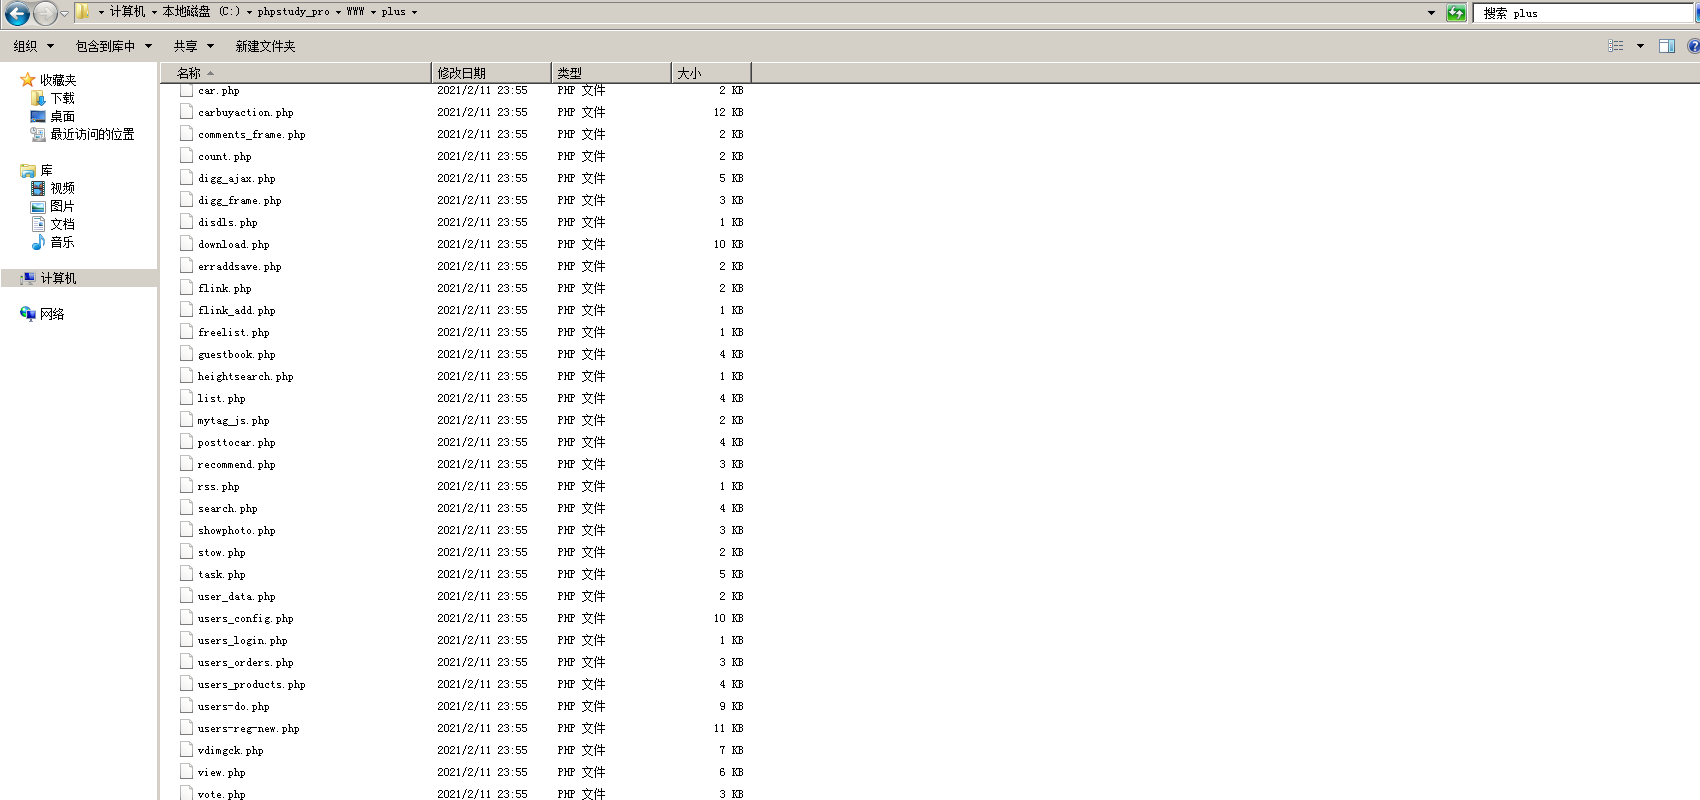 计算机 本地磁盘 (C:) phpstudy_pro WWW plus 搜索 plus
组织 包含到库中 共享 新建文件夹
收藏夹
下载
桌面
最近访问的位置
库
视频
图片
文档
音乐
计算机
网络
名称 修改日期 类型 大小
car.php 2021/2/11 23:55 PHP 文件 2 KB
carbuyaction.php 2021/2/11 23:55 PHP 文件 12 KB
comments_frame.php 2021/2/11 23:55 PHP 文件 2 KB
count.php 2021/2/11 23:55 PHP 文件 2 KB
digg_ajax.php 2021/2/11 23:55 PHP 文件 5 KB
digg_frame.php 2021/2/11 23:55 PHP 文件 3 KB
disdls.php 2021/2/11 23:55 PHP 文件 1 KB
download.php 2021/2/11 23:55 PHP 文件 10 KB
erraddsave.php 2021/2/11 23:55 PHP 文件 2 KB
flink.php 2021/2/11 23:55 PHP 文件 2 KB
flink_add.php 2021/2/11 23:55 PHP 文件 1 KB
freelist.php 2021/2/11 23:55 PHP 文件 1 KB
guestbook.php 2021/2/11 23:55 PHP 文件 4 KB
heightsearch.php 2021/2/11 23:55 PHP 文件 1 KB
list.php 2021/2/11 23:55 PHP 文件 4 KB
mytag_js.php 2021/2/11 23:55 PHP 文件 2 KB
posttocar.php 2021/2/11 23:55 PHP 文件 4 KB
recommend.php 2021/2/11 23:55 PHP 文件 3 KB
rss.php 2021/2/11 23:55 PHP 文件 1 KB
search.php 2021/2/11 23:55 PHP 文件 4 KB
showphoto.php 2021/2/11 23:55 PHP 文件 3 KB
stow.php 2021/2/11 23:55 PHP 文件 2 KB
task.php 2021/2/11 23:55 PHP 文件 5 KB
user_data.php 2021/2/11 23:55 PHP 文件 2 KB
users_config.php 2021/2/11 23:55 PHP 文件 10 KB
users_login.php 2021/2/11 23:55 PHP 文件 1 KB
users_orders.php 2021/2/11 23:55 PHP 文件 3 KB
users_products.php 2021/2/11 23:55 PHP 文件 4 KB
users-do.php 2021/2/11 23:55 PHP 文件 9 KB
users-reg-new.php 2021/2/11 23:55 PHP 文件 11 KB
vdimgck.php 2021/2/11 23:55 PHP 文件 7 KB
view.php 2021/2/11 23:55 PHP 文件 6 KB
vote.php 2021/2/11 23:55 PHP 文件 3 KB